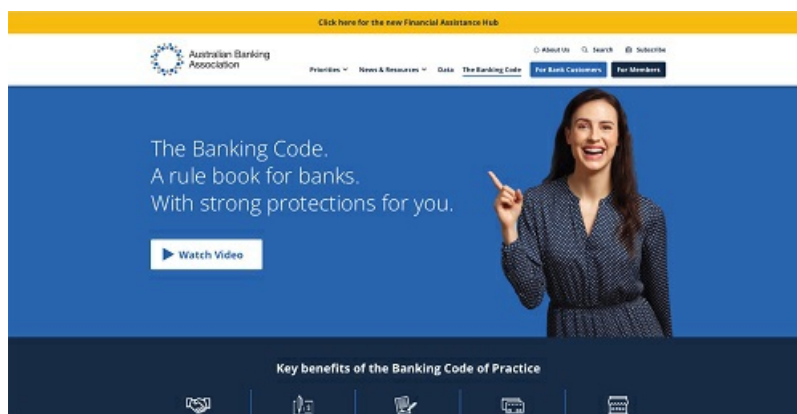 Click here for the new Financial Assistance Hub
Australian Banking
Association
About Us Search Subscribe
Priorities News & Resources Data The Banking Code For Bank Customers For Members
The Banking Code.
A rule book for banks.
With strong protections for you.
Watch Video
Key benefits of the Banking Code of Practice